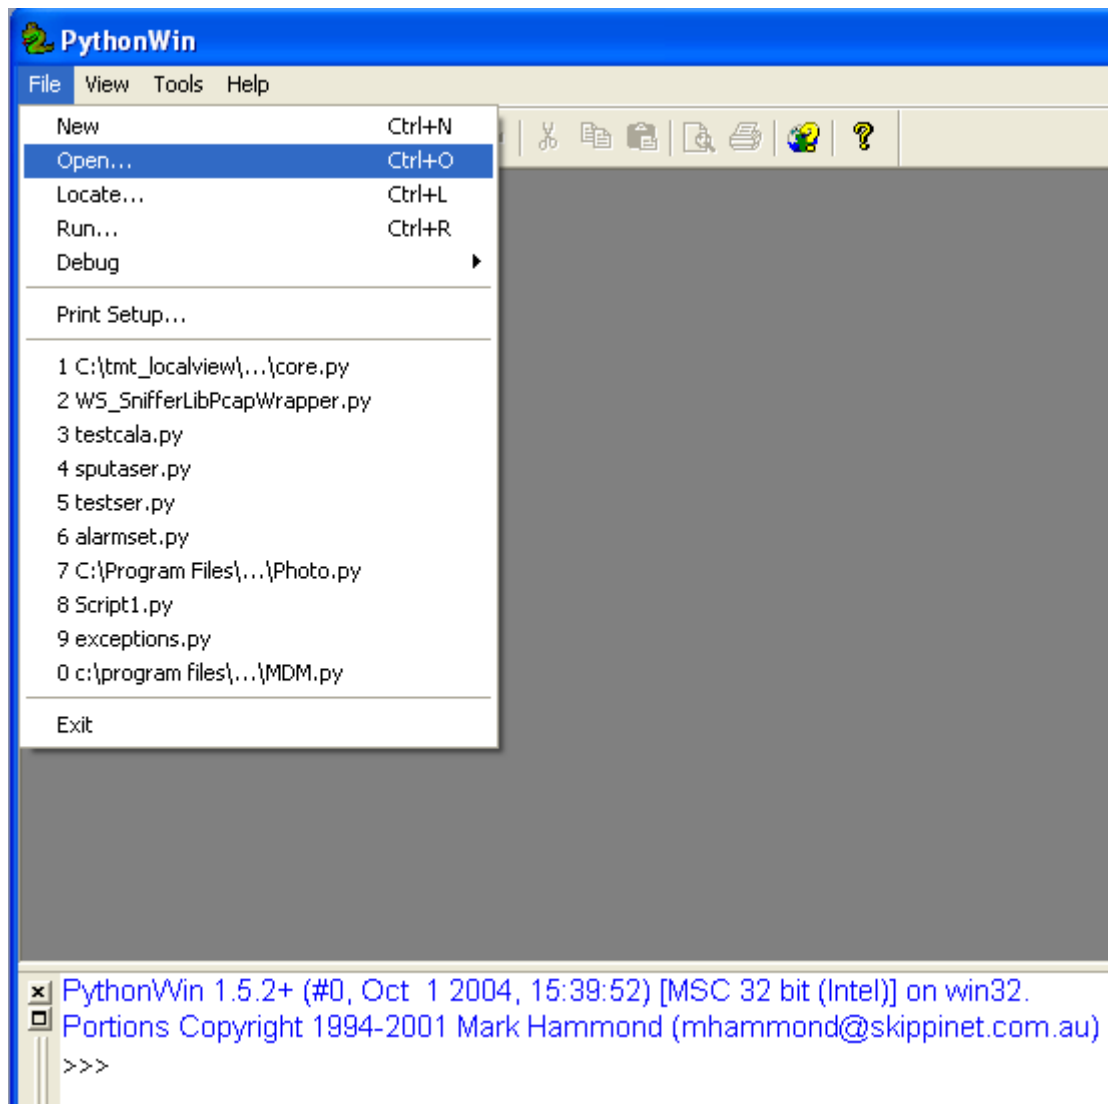 PythonWin
File View Tools Help
New Ctrl+N
Open... Ctrl+O
Locate... Ctrl+L
Run... Ctrl+R
Debug
Print Setup...
1 C:\tmt_localview\...\core.py
2 WS_SnifferLibPcapWrapper.py
3 testcala.py
4 sputaser.py
5 testser.py
6 alarmset.py
7 C:\Program Files\...\Photo.py
8 Script1.py
9 exceptions.py
0 c:\program files\...\MDM.py
Exit
PythonWin 1.5.2+ (#0, Oct  1 2004, 15:39:52) [MSC 32 bit (Intel)] on win32.
Portions Copyright 1994-2001 Mark Hammond (mhammond@skippinet.com.au)
>>>